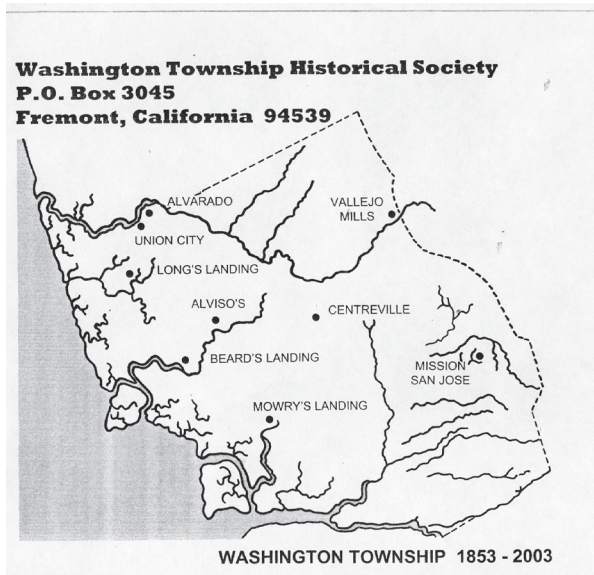 Washington Township Historical Society
P.O. Box 3045
Fremont, California 94539
ALVARADO
VALLEJO
MILLS
UNION CITY
LONG'S LANDING
ALVISO'S
CENTREVILLE
BEARD'S LANDING
MISSION
SAN JOSE
MOWRY'S LANDING
WASHINGTON TOWNSHIP 1853 - 2003